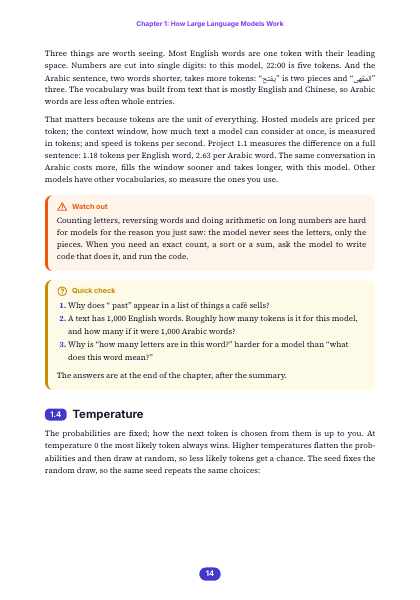 Chapter 1: How Large Language Models Work
Three things are worth seeing. Most English words are one token with their leading
space. Numbers are cut into single digits: to this model, 22:00 is five tokens. And the
Arabic sentence, two words shorter, takes more tokens: “يفتح” is two pieces and “المقهى”
three. The vocabulary was built from text that is mostly English and Chinese, so Arabic
words are less often whole entries.
That matters because tokens are the unit of everything. Hosted models are priced per
token; the context window, how much text a model can consider at once, is measured
in tokens; and speed is tokens per second. Project 1.1 measures the difference on a full
sentence: 1.18 tokens per English word, 2.63 per Arabic word. The same conversation in
Arabic costs more, fills the window sooner and takes longer, with this model. Other
models have other vocabularies, so measure the ones you use.
Watch out
Counting letters, reversing words and doing arithmetic on long numbers are hard
for models for the reason you just saw: the model never sees the letters, only the
pieces. When you need an exact count, a sort or a sum, ask the model to write
code that does it, and run the code.
Quick check
1. Why does “ past” appear in a list of things a café sells?
2. A text has 1,000 English words. Roughly how many tokens is it for this model,
and how many if it were 1,000 Arabic words?
3. Why is “how many letters are in this word?” harder for a model than “what
does this word mean?”
The answers are at the end of the chapter, after the summary.
1.4 Temperature
The probabilities are fixed; how the next token is chosen from them is up to you. At
temperature 0 the most likely token always wins. Higher temperatures flatten the prob-
abilities and then draw at random, so less likely tokens get a chance. The seed fixes the
random draw, so the same seed repeats the same choices:
14